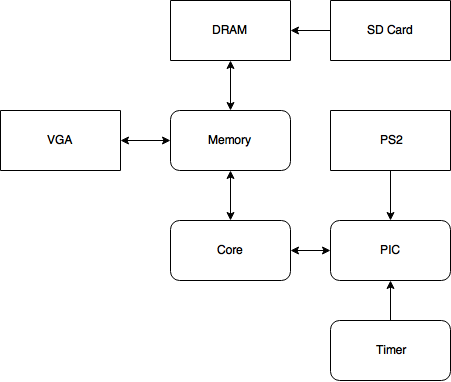 DRAM
SD Card
VGA
Memory
PS2
Core
PIC
Timer